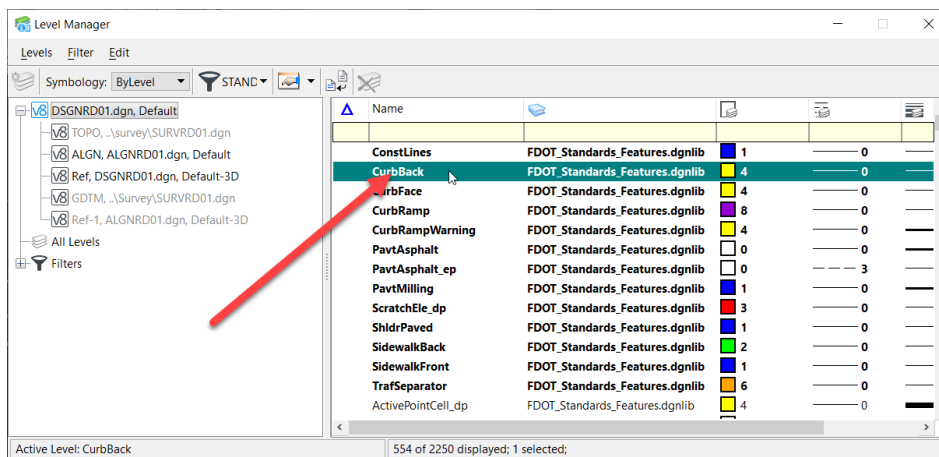 Level Manager
Levels Filter Edit
Symbology: ByLevel STAND
DSGNRD01.dgn, Default
TOPO, ..\survey\SURVRD01.dgn
ALGN, ALGNRD01.dgn, Default
Ref, DSGNRD01.dgn, Default-3D
GDTM, ..\Survey\SURVRD01.dgn
Ref-1, ALGNRD01.dgn, Default-3D
All Levels
Filters
Name
ConstLines FDOT_Standards_Features.dgnlib 1 0
CurbBack FDOT_Standards_Features.dgnlib 4 0
CurbFace FDOT_Standards_Features.dgnlib 4 0
CurbRamp FDOT_Standards_Features.dgnlib 8 0
CurbRampWarning FDOT_Standards_Features.dgnlib 4 0
PavtAsphalt FDOT_Standards_Features.dgnlib 0 0
PavtAsphalt_ep FDOT_Standards_Features.dgnlib 0 3
PavtMilling FDOT_Standards_Features.dgnlib 1 0
ScratchEle_dp FDOT_Standards_Features.dgnlib 3 0
ShldrPaved FDOT_Standards_Features.dgnlib 1 0
SidewalkBack FDOT_Standards_Features.dgnlib 2 0
SidewalkFront FDOT_Standards_Features.dgnlib 1 0
TrafSeparator FDOT_Standards_Features.dgnlib 6 0
ActivePointCell_dp FDOT_Standards_Features.dgnlib 4 0
Active Level: CurbBack 554 of 2250 displayed; 1 selected;